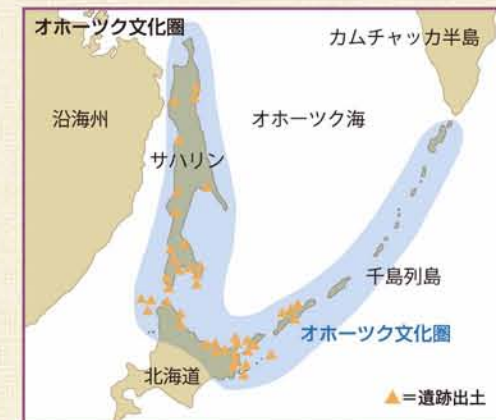 オホーツク文化圏
カムチャッカ半島
沿海州
オホーツク海
サハリン
千島列島
オホーツク文化圏
北海道
▲＝遺跡出土